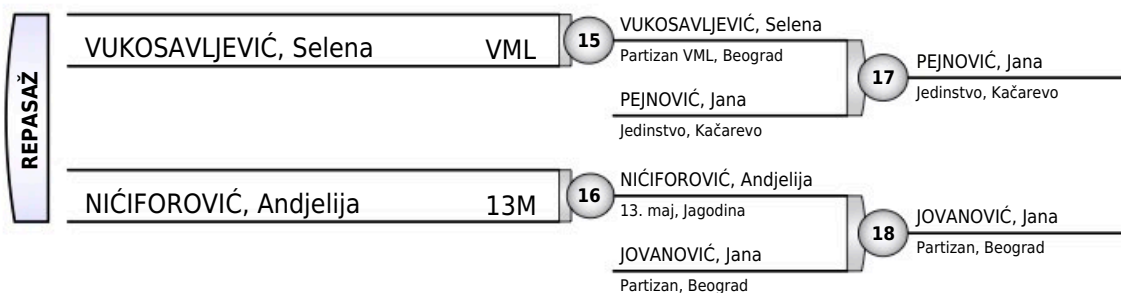 REPASAŽ
VUKOSAVLJEVIĆ, Selena VML
15
VUKOSAVLJEVIĆ, Selena
Partizan VML, Beograd
PEJNOVIĆ, Jana
Jedinstvo, Kačarevo
17
PEJNOVIĆ, Jana
Jedinstvo, Kačarevo
NIĆIFOROVIĆ, Andjelija 13M
16
NIĆIFOROVIĆ, Andjelija
13. maj, Jagodina
JOVANOVIĆ, Jana
Partizan, Beograd
18
JOVANOVIĆ, Jana
Partizan, Beograd